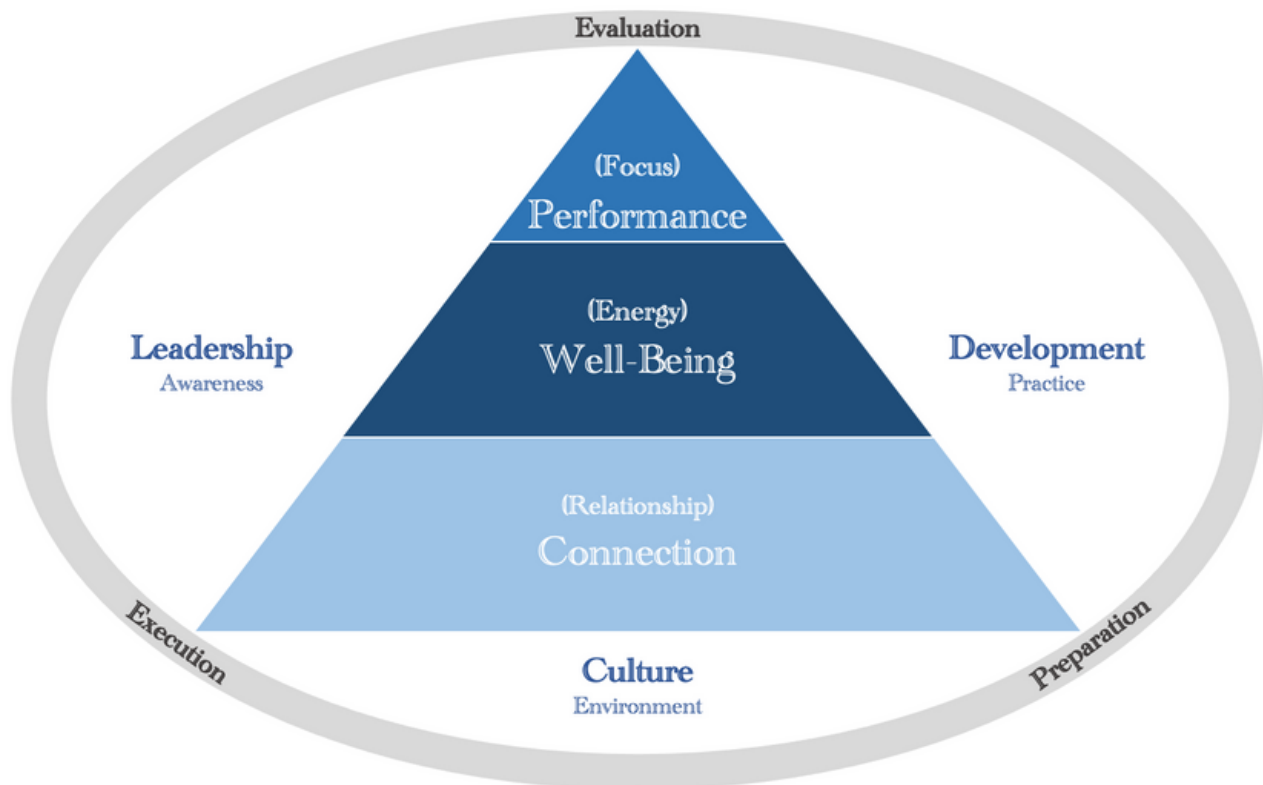 Evaluation
(Focus)
Performance
(Energy)
Well-Being
Leadership
Awareness
Development
Practice
(Relationship)
Connection
Execution
Preparation
Culture
Environment